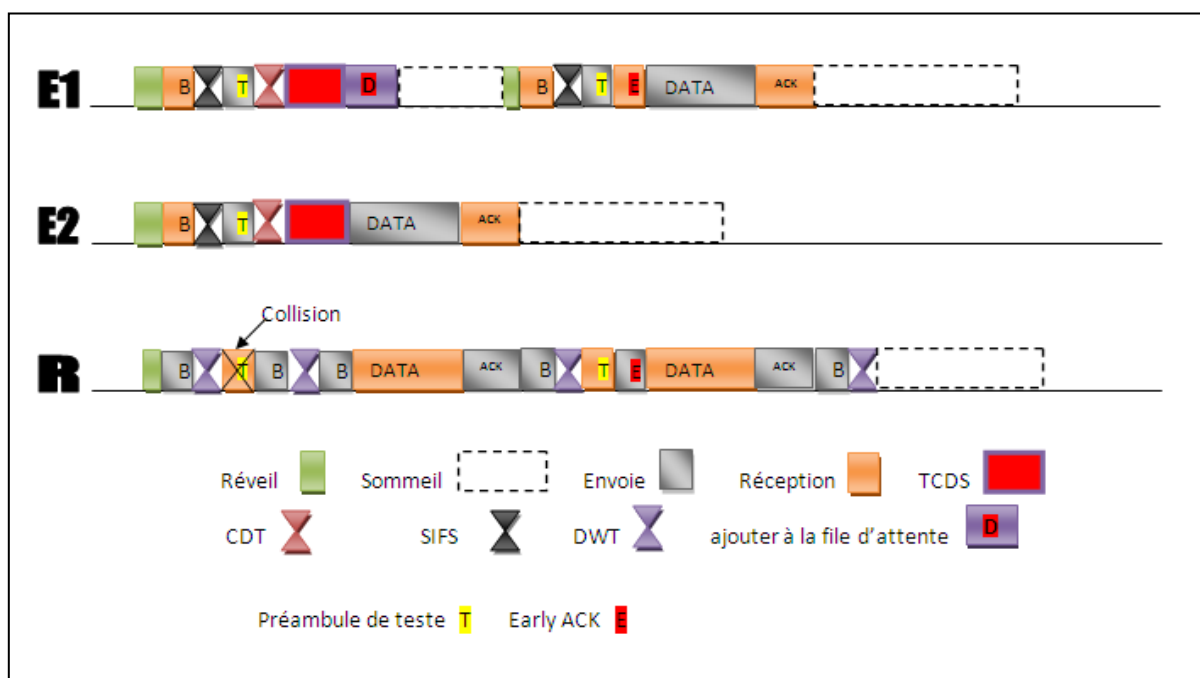 E1 B T D B T E DATA ACK
E2 B T DATA ACK
Collision
R B T B B DATA ACK B T E DATA ACK B
Réveil Sommeil Envoie Réception TCDS
CDT SIFS DWT ajouter à la file d'attente D
Préambule de teste T Early ACK E